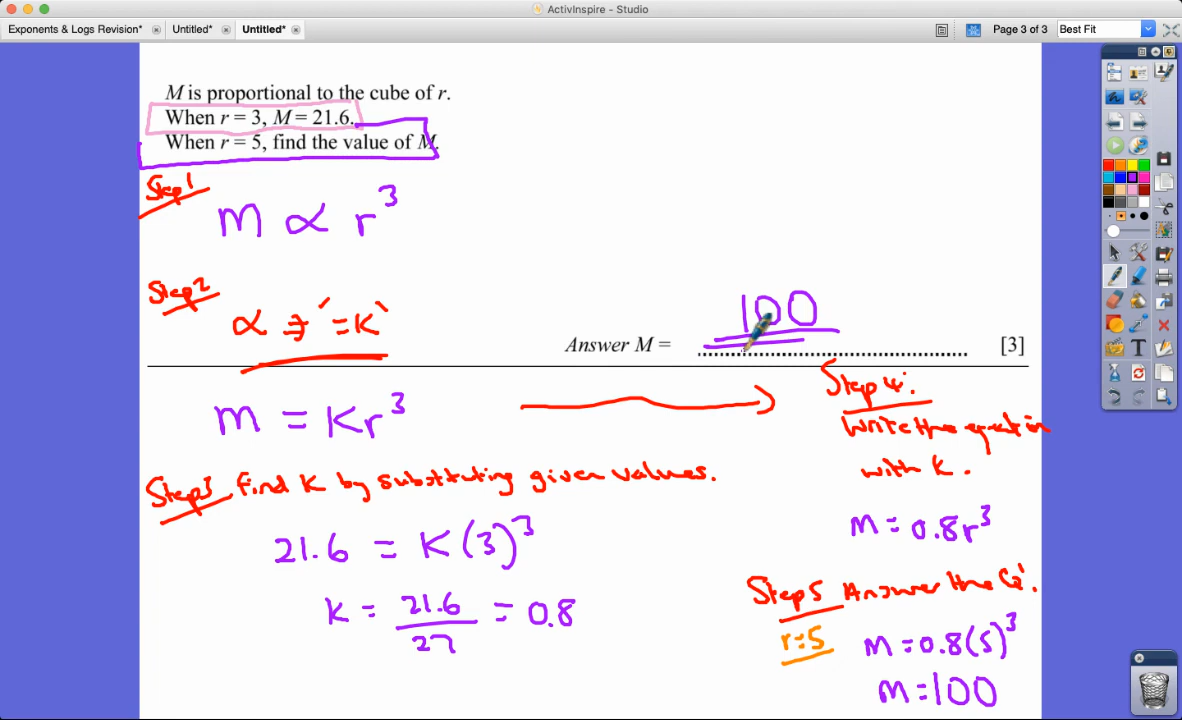 ActivInspire - Studio
Exponents & Logs Revision* Untitled* Untitled* Page 3 of 3 Best Fit
M is proportional to the cube of r.
When r = 3, M = 21.6.
When r = 5, find the value of M.
Step 1
M ∝ r³
Step 2
∝ → '= K'
100
Answer M = .................................................. [3]
M = Kr³
Step 3 find K by substituting given values.
21.6 = K(3)³
K = 21.6/27 = 0.8
Step 4:
Write the equation
with K.
M = 0.8r³
Step 5 Answer the Q'.
r=5
M = 0.8(5)³
M = 100